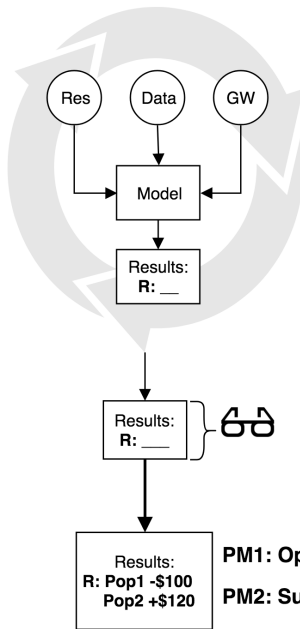 Res
Data
GW
Model
Results:
R: __
Results:
R: ___
Results:
R: Pop1 -$100
Pop2 +$120
PM1: Op
PM2: Su